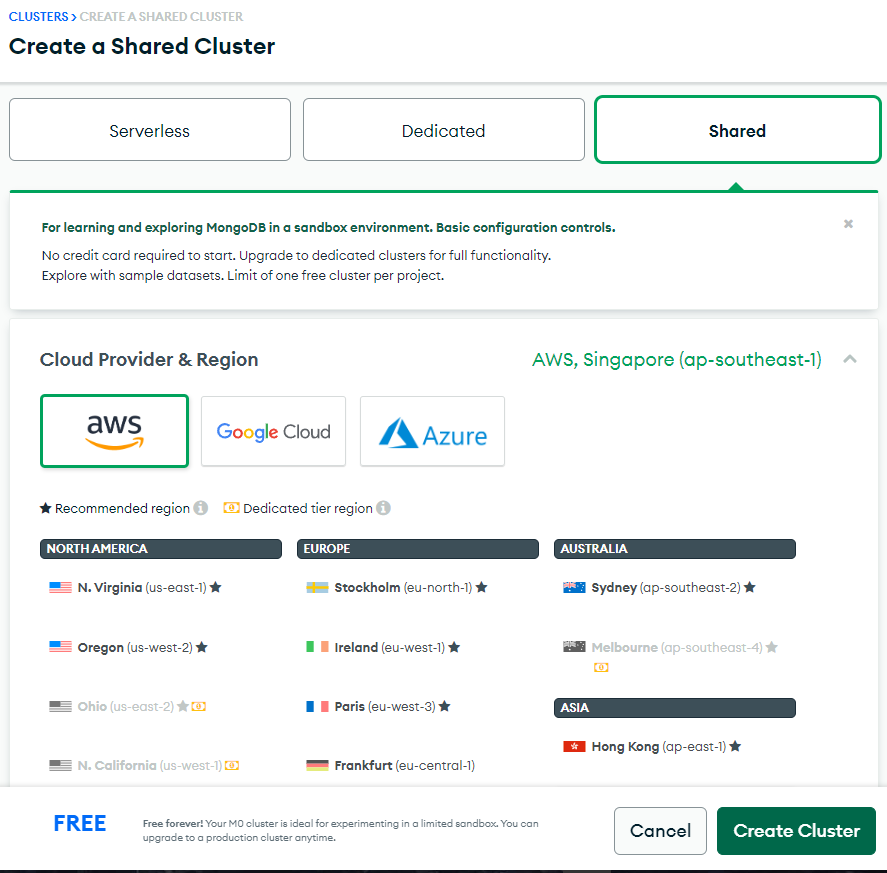 CLUSTERS > CREATE A SHARED CLUSTER
Create a Shared Cluster
Serverless
Dedicated
Shared
For learning and exploring MongoDB in a sandbox environment. Basic configuration controls.
No credit card required to start. Upgrade to dedicated clusters for full functionality.
Explore with sample datasets. Limit of one free cluster per project.
Cloud Provider & Region
AWS, Singapore (ap-southeast-1)
aws
Google Cloud
Azure
★ Recommended region
Dedicated tier region
NORTH AMERICA
N. Virginia (us-east-1) ★
Oregon (us-west-2) ★
Ohio (us-east-2) ★
N. California (us-west-1)
EUROPE
Stockholm (eu-north-1) ★
Ireland (eu-west-1) ★
Paris (eu-west-3) ★
Frankfurt (eu-central-1)
AUSTRALIA
Sydney (ap-southeast-2) ★
Melbourne (ap-southeast-4) ★
ASIA
Hong Kong (ap-east-1) ★
FREE
Free forever! Your M0 cluster is ideal for experimenting in a limited sandbox. You can
upgrade to a production cluster anytime.
Cancel
Create Cluster